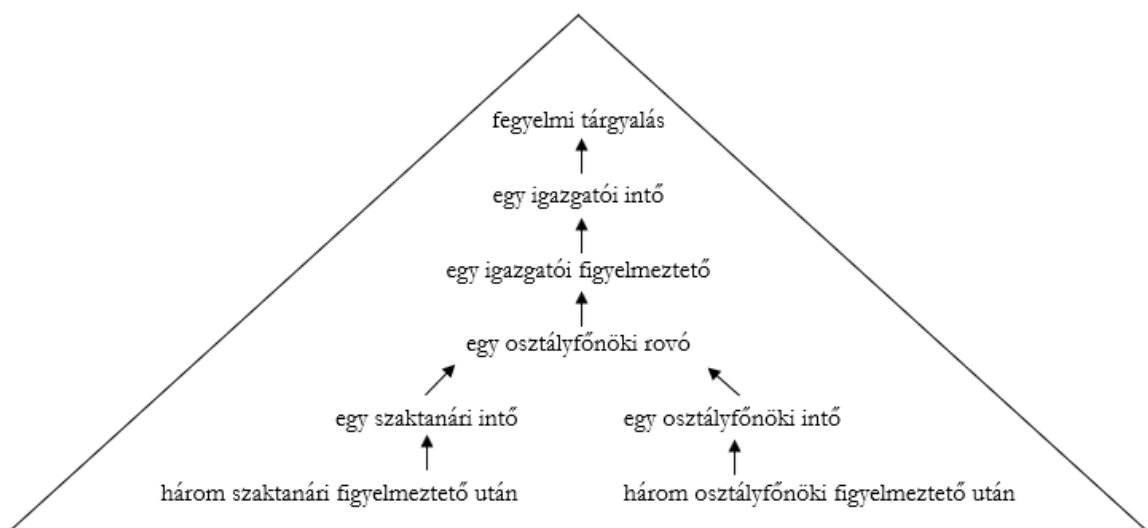 fegyelmi tárgyalás
egy igazgatói intő
egy igazgatói figyelmeztető
egy osztályfőnöki rovó
egy szaktanári intő
egy osztályfőnöki intő
három szaktanári figyelmeztető után
három osztályfőnöki figyelmeztető után